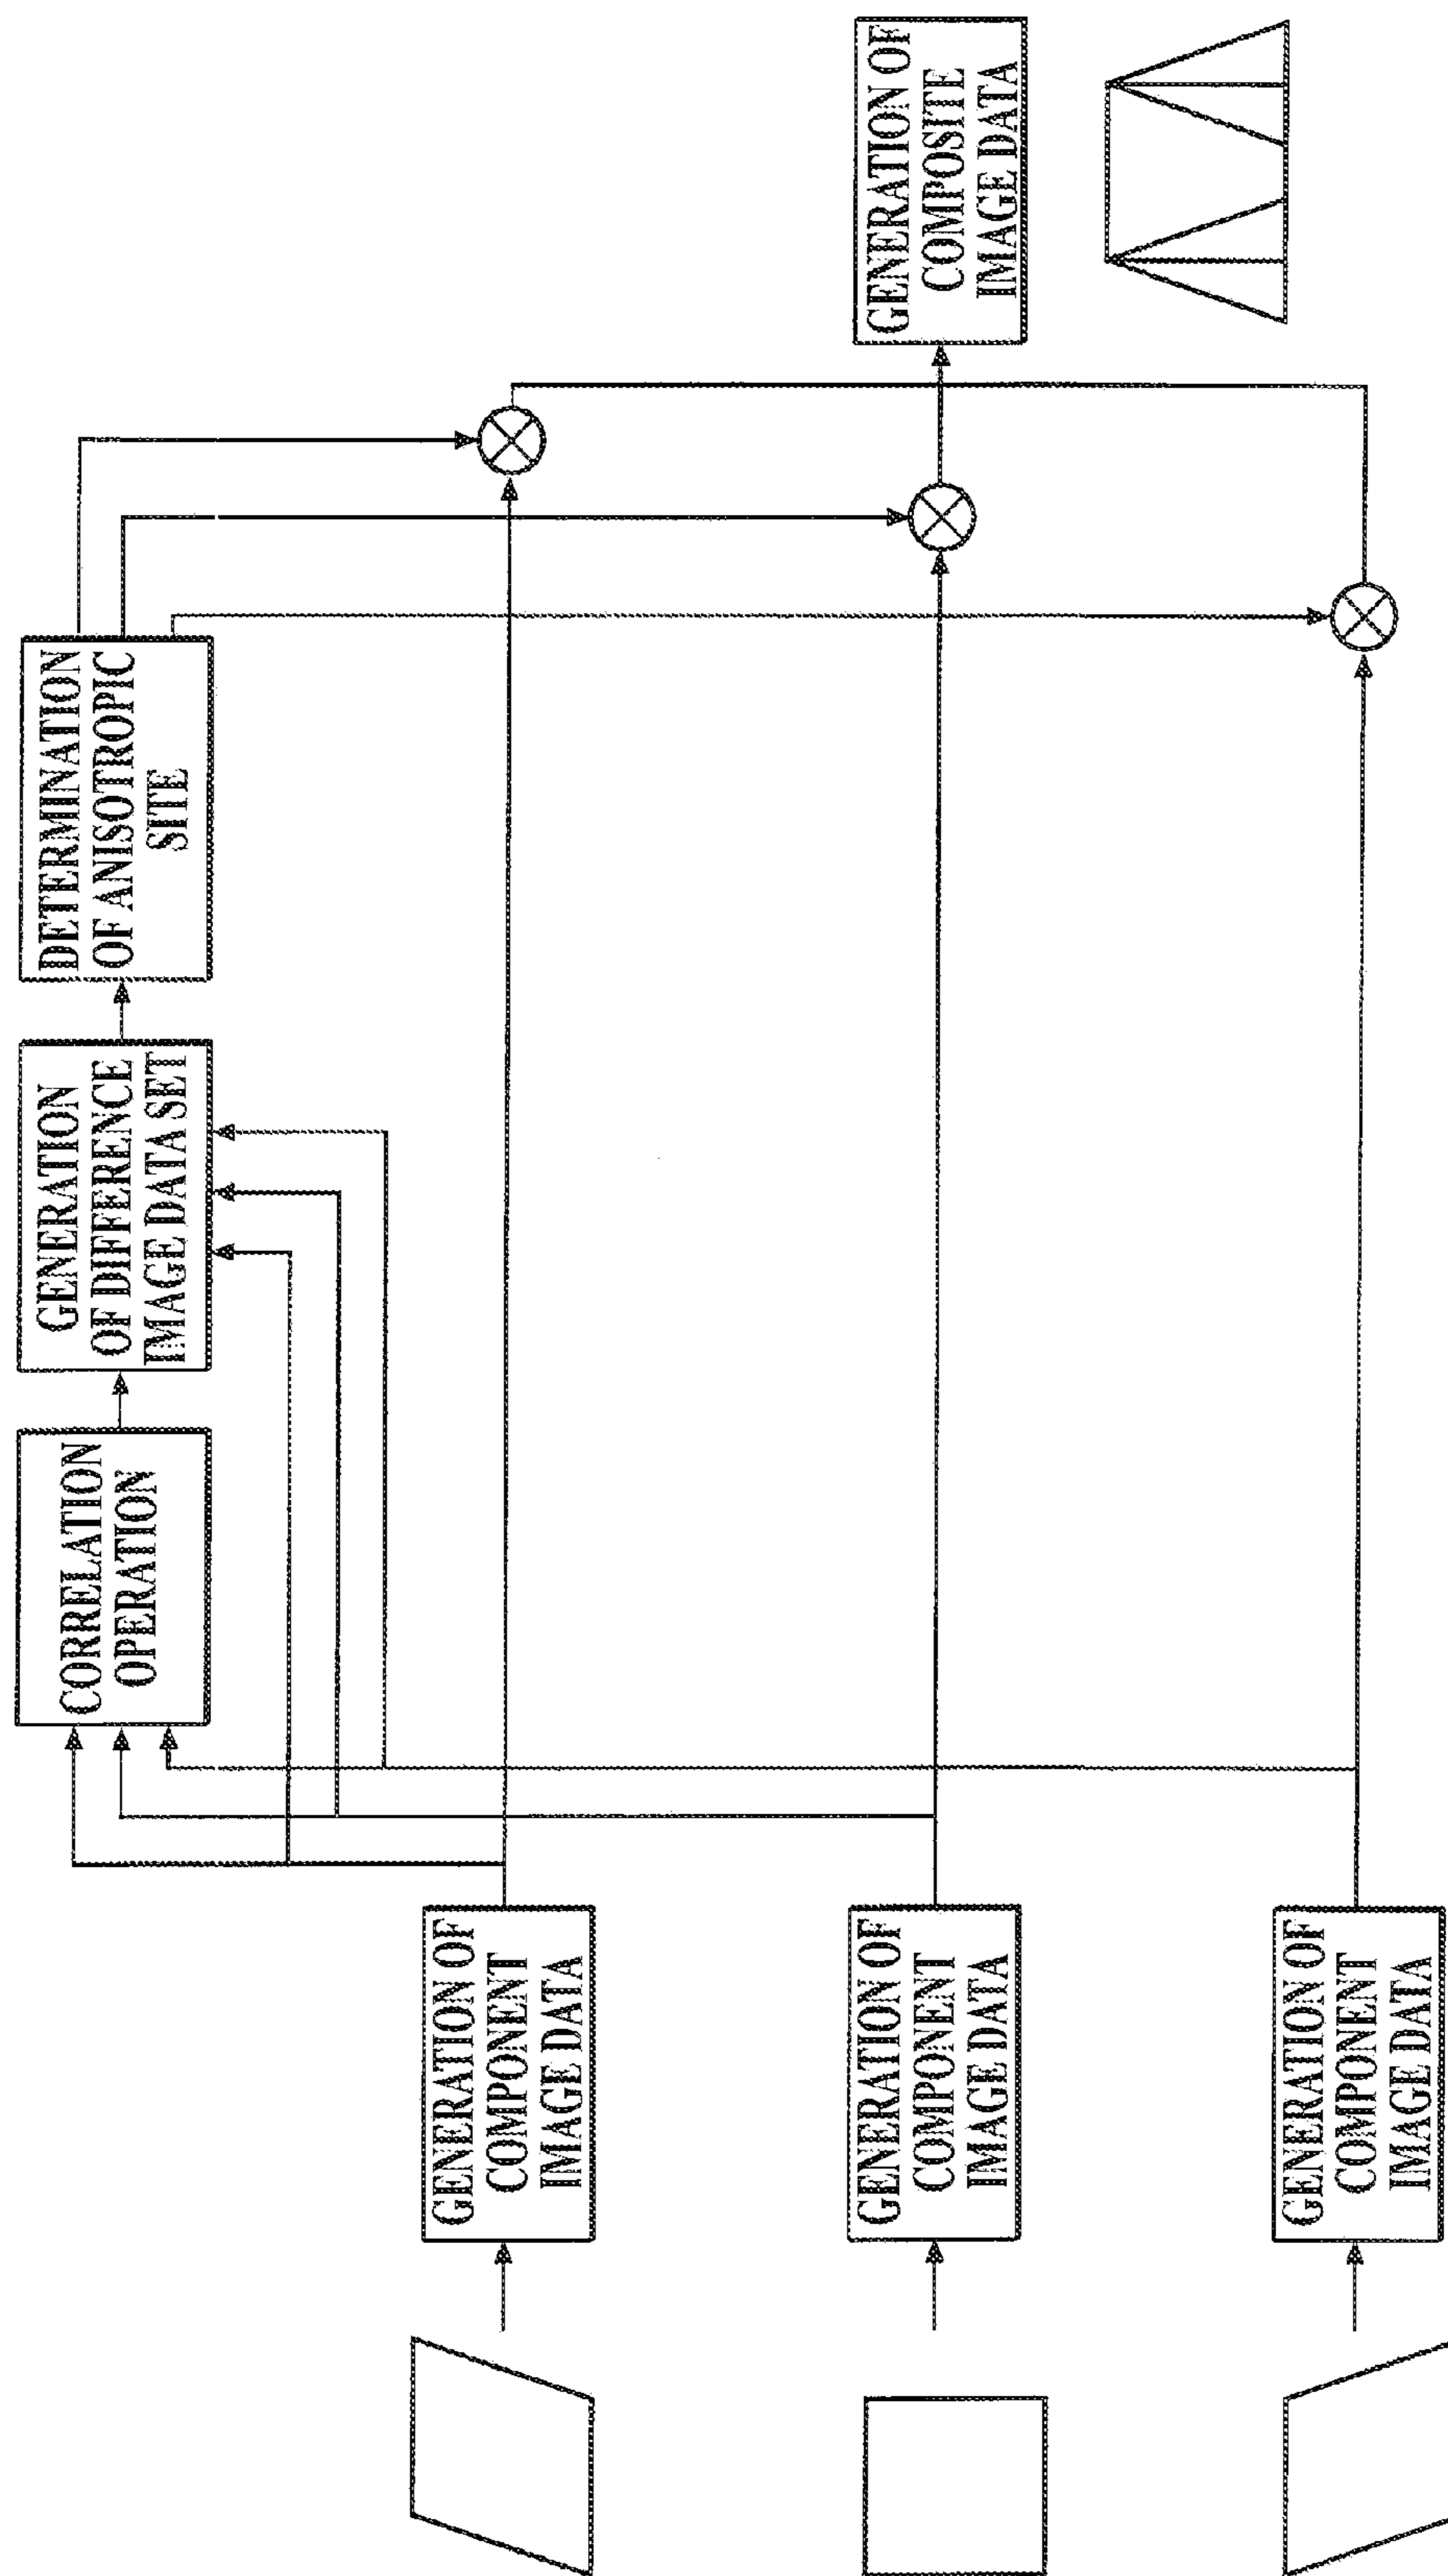 CORRELATION
OPERATION
GENERATION
OF DIFFERENCE
IMAGE DATA SET
DETERMINATION
OF ANISOTROPIC
SITE
GENERATION OF
COMPONENT
IMAGE DATA
GENERATION OF
COMPONENT
IMAGE DATA
GENERATION OF
COMPOSITE
IMAGE DATA
GENERATION OF
COMPONENT
IMAGE DATA